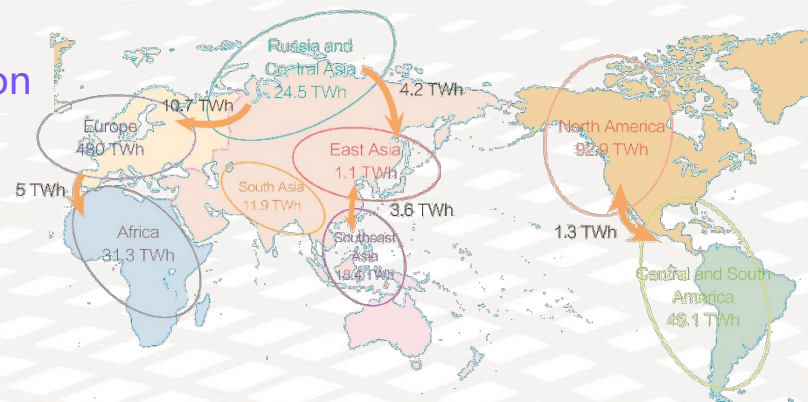 on
Russia and
Central Asia
24.5 TWh
10.7 TWh
4.2 TWh
Europe
480 TWh
East Asia
1.1 TWh
North America
92.9 TWh
5 TWh
South Asia
11.9 TWh
3.6 TWh
Africa
31.3 TWh
Southeast
Asia
1.3 TWh
Central and South
America
46.1 TWh